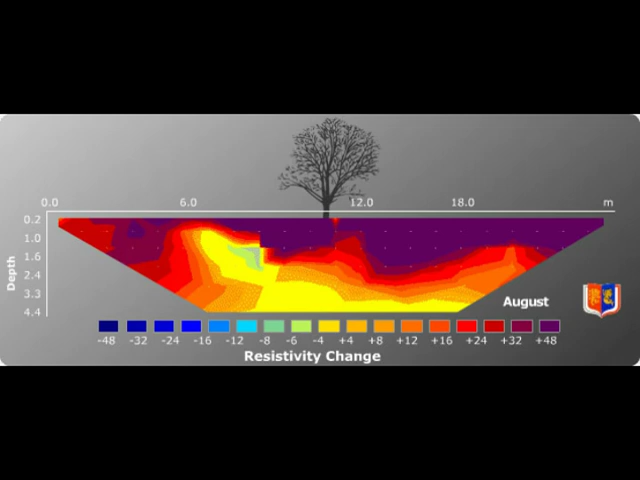 0.0 6.0 12.0 18.0 m
0.2
1.0
1.6
2.4
3.3
4.4
Depth
August
-48 -32 -24 -16 -12 -8 -6 -4 +4 +8 +12 +16 +24 +32 +48
Resistivity Change